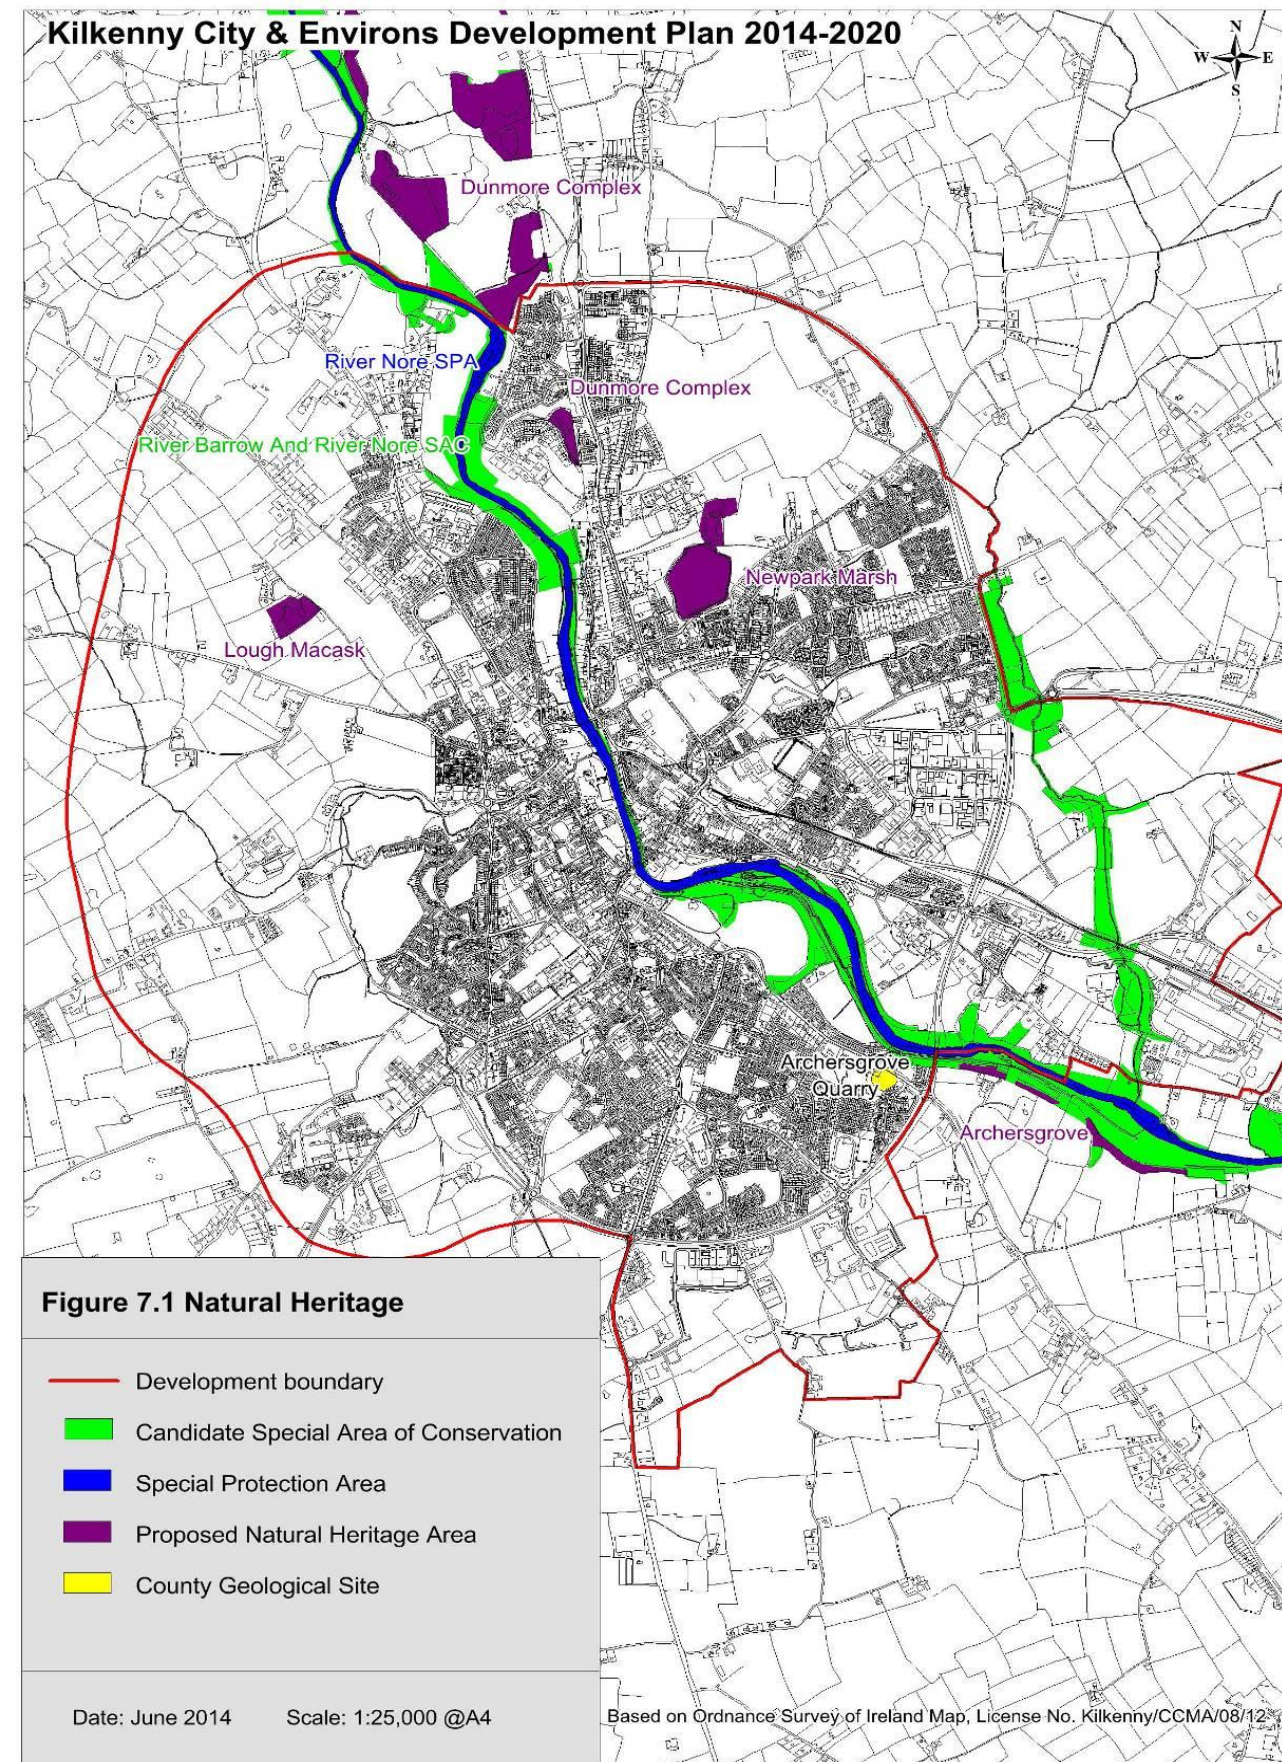 Kilkenny City & Environs Development Plan 2014-2020
N
W E
S
Dunmore Complex
River Nore SPA
Dunmore Complex
River Barrow And River Nore SAC
Newpark Marsh
Lough Macask
Archersgrove
Quarry
Archersgrove
Figure 7.1 Natural Heritage
Development boundary
Candidate Special Area of Conservation
Special Protection Area
Proposed Natural Heritage Area
County Geological Site
Date: June 2014 Scale: 1:25,000 @A4
Based on Ordnance Survey of Ireland Map, License No. Kilkenny/CCMA/08/12